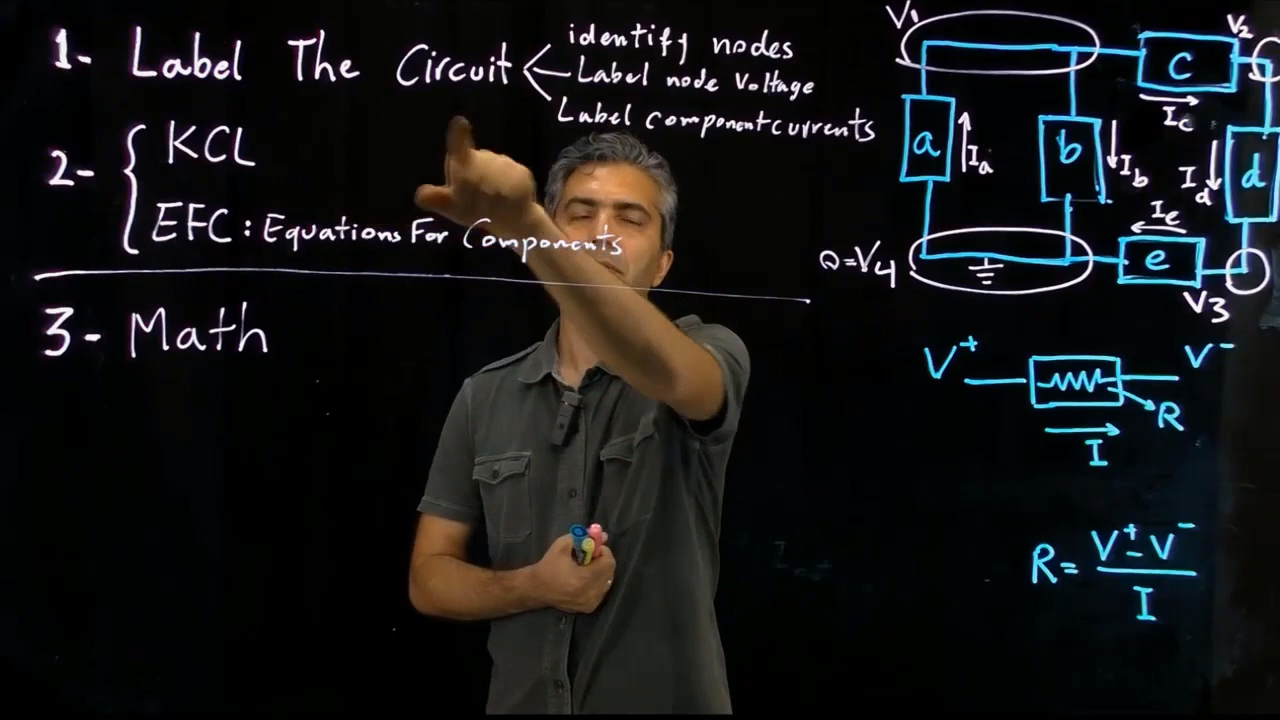 1- Label The Circuit
identify nodes
Label node Voltage
Label component currents
2- KCL
EFC : Equations For Components
3- Math
V1
V2
c
Ic
a
Ia
b
Ib
Id
d
Ie
e
0=V4
V3
V+
V-
R
I
R= V+ - V-
I